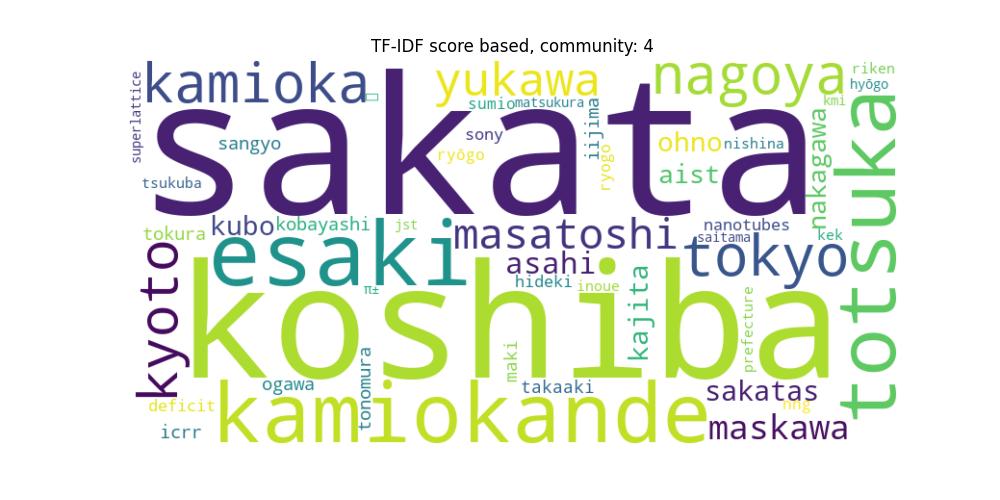 TF-IDF score based, community: 4
superlattice
kamioka
yukawa
nagoya
riken
hyōgo
kmi
sumio
matsukura
iijima
sakata
sangyo
sony
ohno
nishina
ryōgo
ryogo
aist
nakagawa
totsuka
tsukuba
kubo
kobayashi
jst
masatoshi
nanotubes
saitama
kek
tokura
esaki
tokyo
asahi
hideki
inoue
kajita
π±
kyoto
koshiba
prefecture
maki
tonomura
ogawa
takaaki
sakatas
deficit
kamiokande
hng
icrr
maskawa